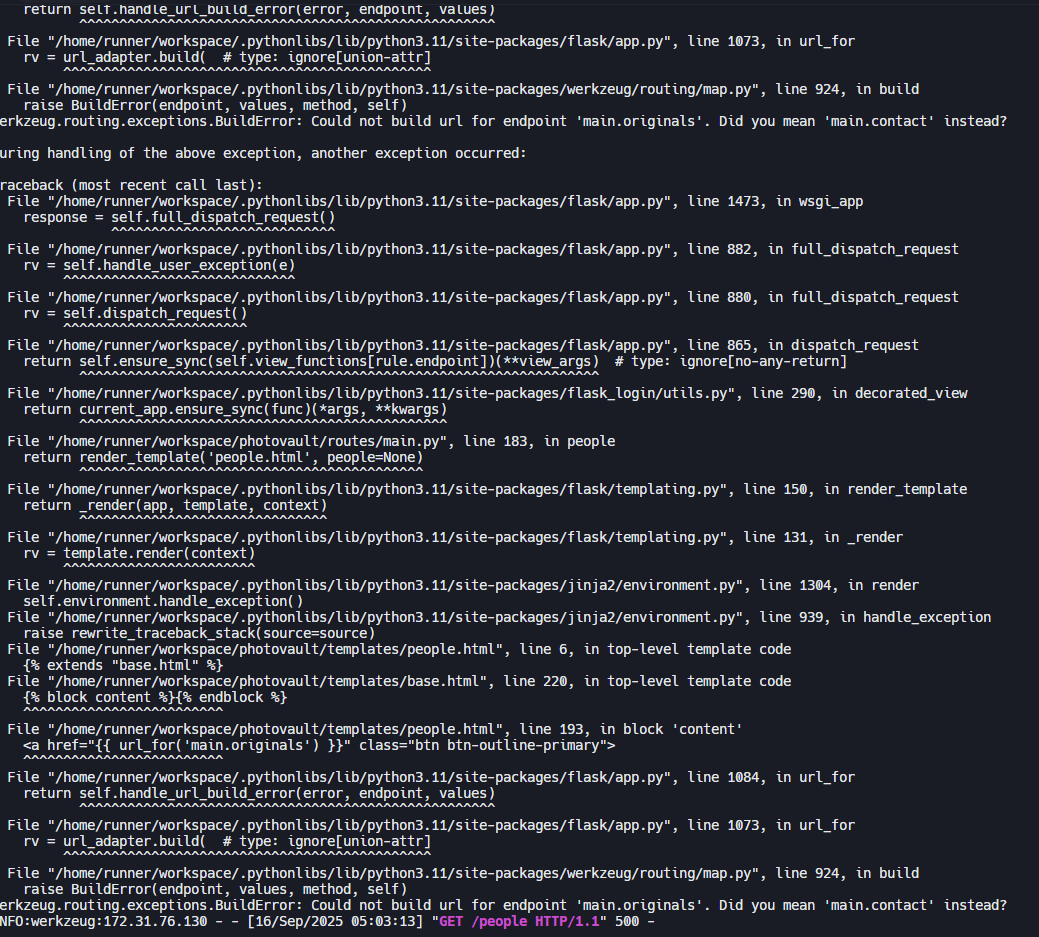 return self.handle_url_build_error(error, endpoint, values)
^^^^^^^^^^^^^^^^^^^^^^^^^^^^^^^^^^^^^^^^^^^^^^^^^^^^
File "/home/runner/workspace/.pythonlibs/lib/python3.11/site-packages/flask/app.py", line 1073, in url_for
rv = url_adapter.build(  # type: ignore[union-attr]
^^^^^^^^^^^^^^^^^^^^^^^^^^^^^^^^^^^^^^^^^^^^^^
File "/home/runner/workspace/.pythonlibs/lib/python3.11/site-packages/werkzeug/routing/map.py", line 924, in build
raise BuildError(endpoint, values, method, self)
erkzeug.routing.exceptions.BuildError: Could not build url for endpoint 'main.originals'. Did you mean 'main.contact' instead?
uring handling of the above exception, another exception occurred:
raceback (most recent call last):
File "/home/runner/workspace/.pythonlibs/lib/python3.11/site-packages/flask/app.py", line 1473, in wsgi_app
response = self.full_dispatch_request()
^^^^^^^^^^^^^^^^^^^^^^^^^^^^
File "/home/runner/workspace/.pythonlibs/lib/python3.11/site-packages/flask/app.py", line 882, in full_dispatch_request
rv = self.handle_user_exception(e)
^^^^^^^^^^^^^^^^^^^^^^^^^^^^^
File "/home/runner/workspace/.pythonlibs/lib/python3.11/site-packages/flask/app.py", line 880, in full_dispatch_request
rv = self.dispatch_request()
^^^^^^^^^^^^^^^^^^^^^^^
File "/home/runner/workspace/.pythonlibs/lib/python3.11/site-packages/flask/app.py", line 865, in dispatch_request
return self.ensure_sync(self.view_functions[rule.endpoint])(**view_args)  # type: ignore[no-any-return]
^^^^^^^^^^^^^^^^^^^^^^^^^^^^^^^^^^^^^^^^^^^^^^^^^^^^^^^^^^^^^^^^^
File "/home/runner/workspace/.pythonlibs/lib/python3.11/site-packages/flask_login/utils.py", line 290, in decorated_view
return current_app.ensure_sync(func)(*args, **kwargs)
^^^^^^^^^^^^^^^^^^^^^^^^^^^^^^^^^^^^^^^^^^^^^^
File "/home/runner/workspace/photovault/routes/main.py", line 183, in people
return render_template('people.html', people=None)
^^^^^^^^^^^^^^^^^^^^^^^^^^^^^^^^^^^^^^^^^^^
File "/home/runner/workspace/.pythonlibs/lib/python3.11/site-packages/flask/templating.py", line 150, in render_template
return _render(app, template, context)
^^^^^^^^^^^^^^^^^^^^^^^^^^^^^^^
File "/home/runner/workspace/.pythonlibs/lib/python3.11/site-packages/flask/templating.py", line 131, in _render
rv = template.render(context)
^^^^^^^^^^^^^^^^^^^^^^^^
File "/home/runner/workspace/.pythonlibs/lib/python3.11/site-packages/jinja2/environment.py", line 1304, in render
self.environment.handle_exception()
File "/home/runner/workspace/.pythonlibs/lib/python3.11/site-packages/jinja2/environment.py", line 939, in handle_exception
raise rewrite_traceback_stack(source=source)
File "/home/runner/workspace/photovault/templates/people.html", line 6, in top-level template code
{% extends "base.html" %}
File "/home/runner/workspace/photovault/templates/base.html", line 220, in top-level template code
{% block content %}{% endblock %}
^^^^^^^^^^^^^^^^^^^^^^^^^
File "/home/runner/workspace/photovault/templates/people.html", line 193, in block 'content'
<a href="{{ url_for('main.originals') }}" class="btn btn-outline-primary">
^^^^^^^^^^^^^^^^^^^^^^^^^
File "/home/runner/workspace/.pythonlibs/lib/python3.11/site-packages/flask/app.py", line 1084, in url_for
return self.handle_url_build_error(error, endpoint, values)
^^^^^^^^^^^^^^^^^^^^^^^^^^^^^^^^^^^^^^^^^^^^^^^^^^^^
File "/home/runner/workspace/.pythonlibs/lib/python3.11/site-packages/flask/app.py", line 1073, in url_for
rv = url_adapter.build(  # type: ignore[union-attr]
^^^^^^^^^^^^^^^^^^^^^^^^^^^^^^^^^^^^^^^^^^^^^^
File "/home/runner/workspace/.pythonlibs/lib/python3.11/site-packages/werkzeug/routing/map.py", line 924, in build
raise BuildError(endpoint, values, method, self)
erkzeug.routing.exceptions.BuildError: Could not build url for endpoint 'main.originals'. Did you mean 'main.contact' instead?
NFO:werkzeug:172.31.76.130 - - [16/Sep/2025 05:03:13] "GET /people HTTP/1.1" 500 -